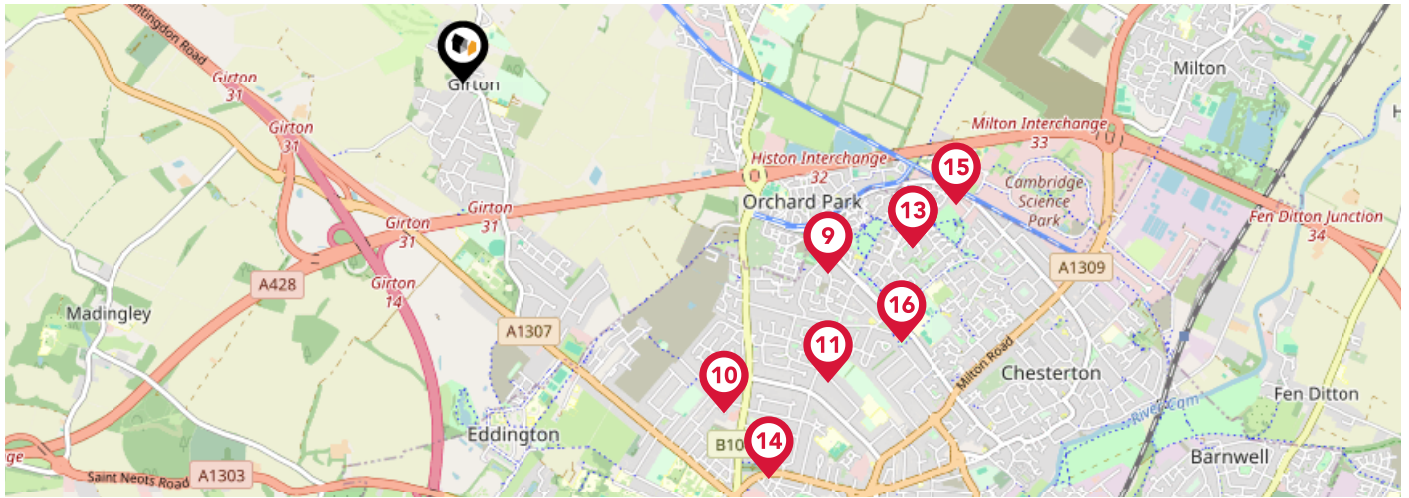 Huntingdon Road
Girton
31
Girton
Milton
Girton
31
Milton Interchange
33
Histon Interchange
32
15
Cambridge
Science
Park
Orchard Park
13
Girton
31
Girton
31
9
Fen Ditton Junction
34
A428
Girton
14
A1309
16
Madingley
A1307
11
Milton Road
10
Chesterton
Fen Ditton
River Cam
Eddington
14
B10
Barnwell
Saint Neots Road
A1303